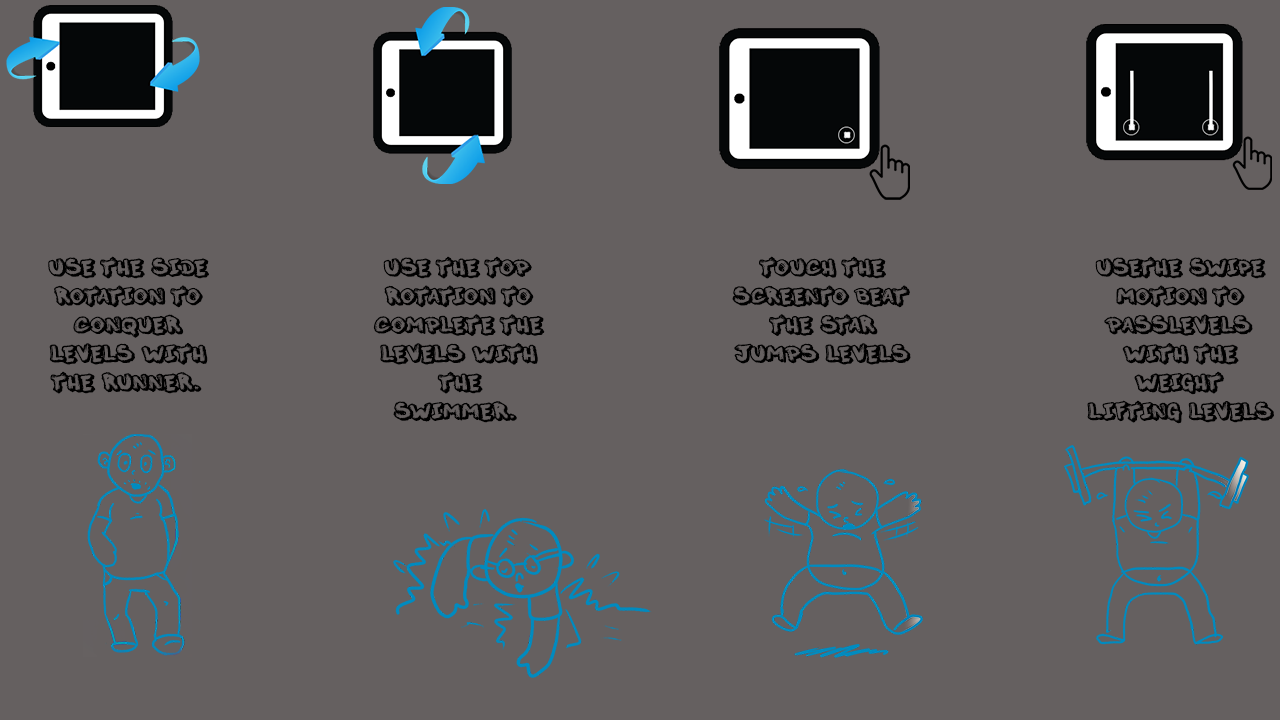 USE THE SIDE
ROTATION TO
CONQUER
LEVELS WITH
THE RUNNER.
USE THE TOP
ROTATION TO
COMPLETE THE
LEVELS WITH
THE
SWIMMER.
TOUCH THE
SCREENTO BEAT
THE STAR
JUMPS LEVELS
USETHE SWIPE
MOTION TO
PASSLEVELS
WITH THE
WEIGHT
LIFTING LEVELS